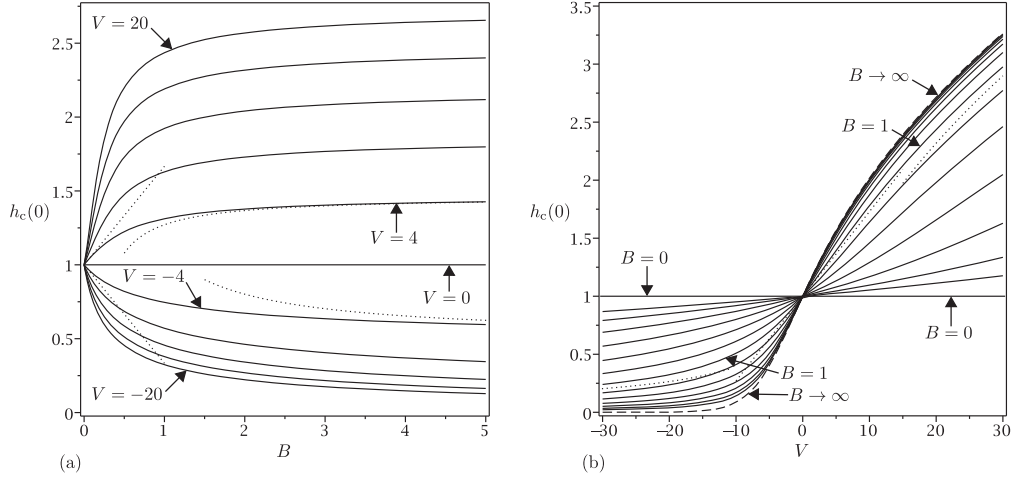 V = 20
2.5
2
1.5
h_c(0)
V = 4
1
V = −4
V = 0
0.5
V = −20
0
0 1 2 3 4 5
(a)
B
3.5
3
B → ∞
2.5
B = 1
2
h_c(0)
1.5
B = 0
1
B = 0
0.5
B = 1
B → ∞
0
−30 −20 −10 0 10 20 30
(b)
V